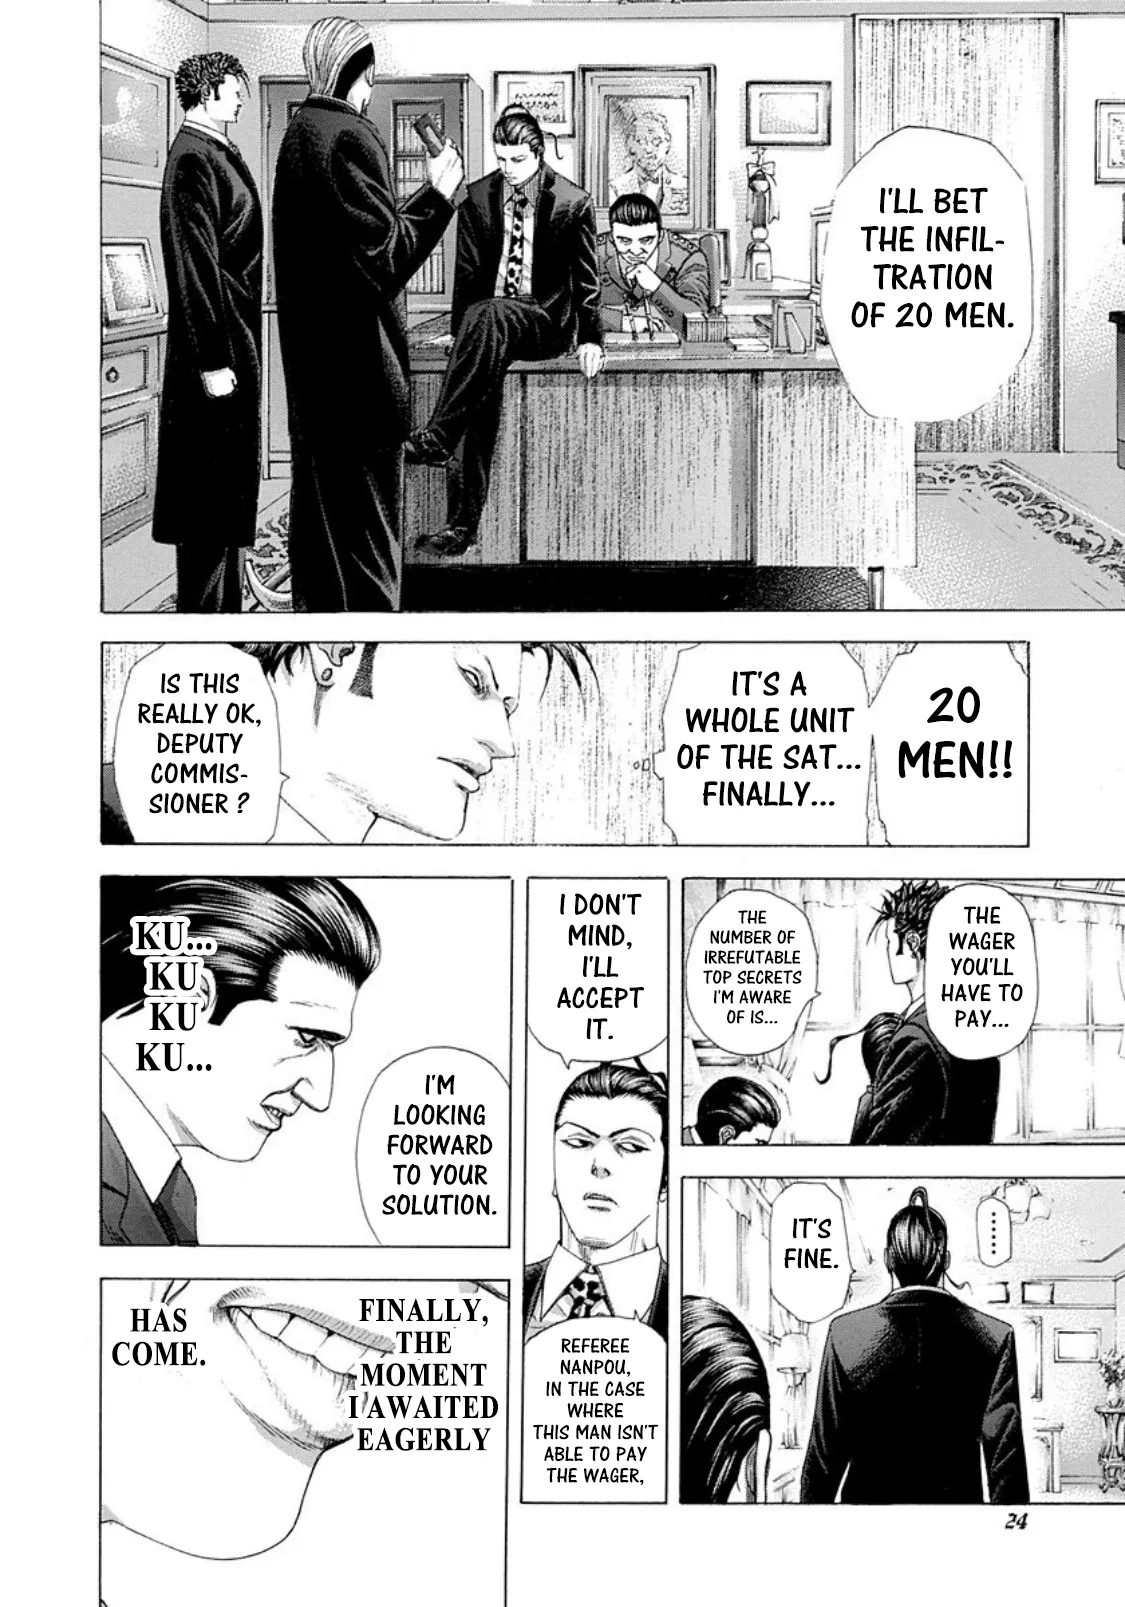 I'LL BET
THE INFIL-
TRATION
OF 20 MEN.
20
MEN!!
IT'S A
WHOLE UNIT
OF THE SAT...
FINALLY...
IS THIS
REALLY OK,
DEPUTY
COMMIS-
SIONER ?
THE
WAGER
YOU'LL
HAVE TO
PAY...
THE
NUMBER OF
IRREFUTABLE
TOP SECRETS
I'M AWARE
OF IS...
......
IT'S
FINE.
I DON'T
MIND,
I'LL
ACCEPT
IT.
REFEREE
NANPOU,
IN THE CASE
WHERE
THIS MAN ISN'T
ABLE TO PAY
THE WAGER,
I'M
LOOKING
FORWARD
TO YOUR
SOLUTION.
KU...
KU
KU
KU...
FINALLY,
THE
MOMENT
I AWAITED
EAGERLY
HAS
COME.
24